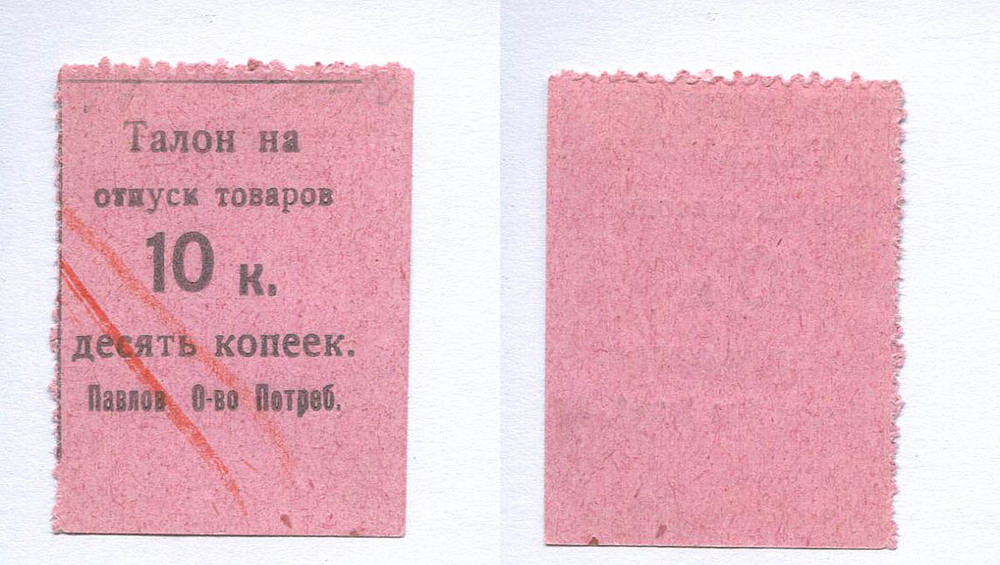 Талон на
отпуск товаров
10 к.
десять копеек.
Павлов О-во Потреб.